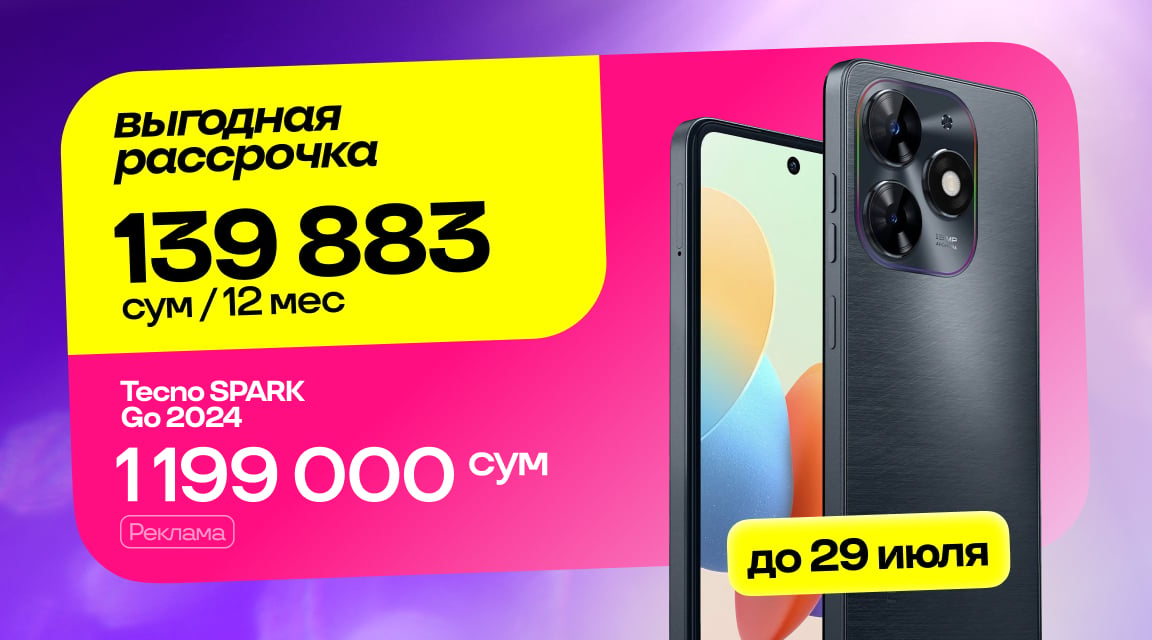 выгодная
рассрочка
139 883
сум / 12 мес
Tecno SPARK
Go 2024
1 199 000 сум
Реклама
до 29 июля